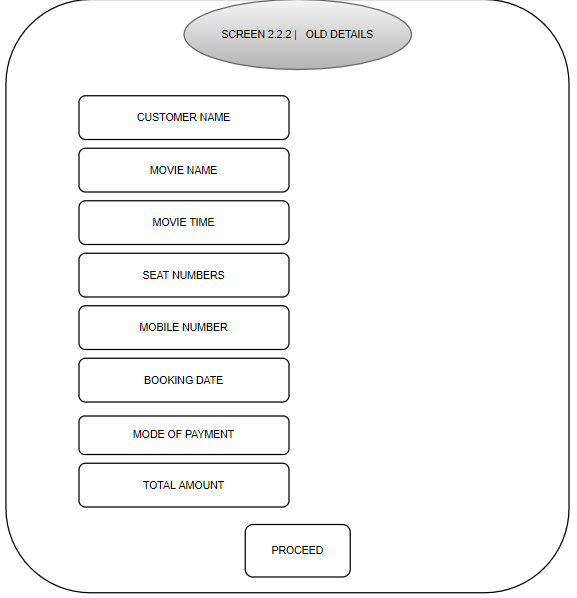 SCREEN 2.2.2 | OLD DETAILS
CUSTOMER NAME
MOVIE NAME
MOVIE TIME
SEAT NUMBERS
MOBILE NUMBER
BOOKING DATE
MODE OF PAYMENT
TOTAL AMOUNT
PROCEED